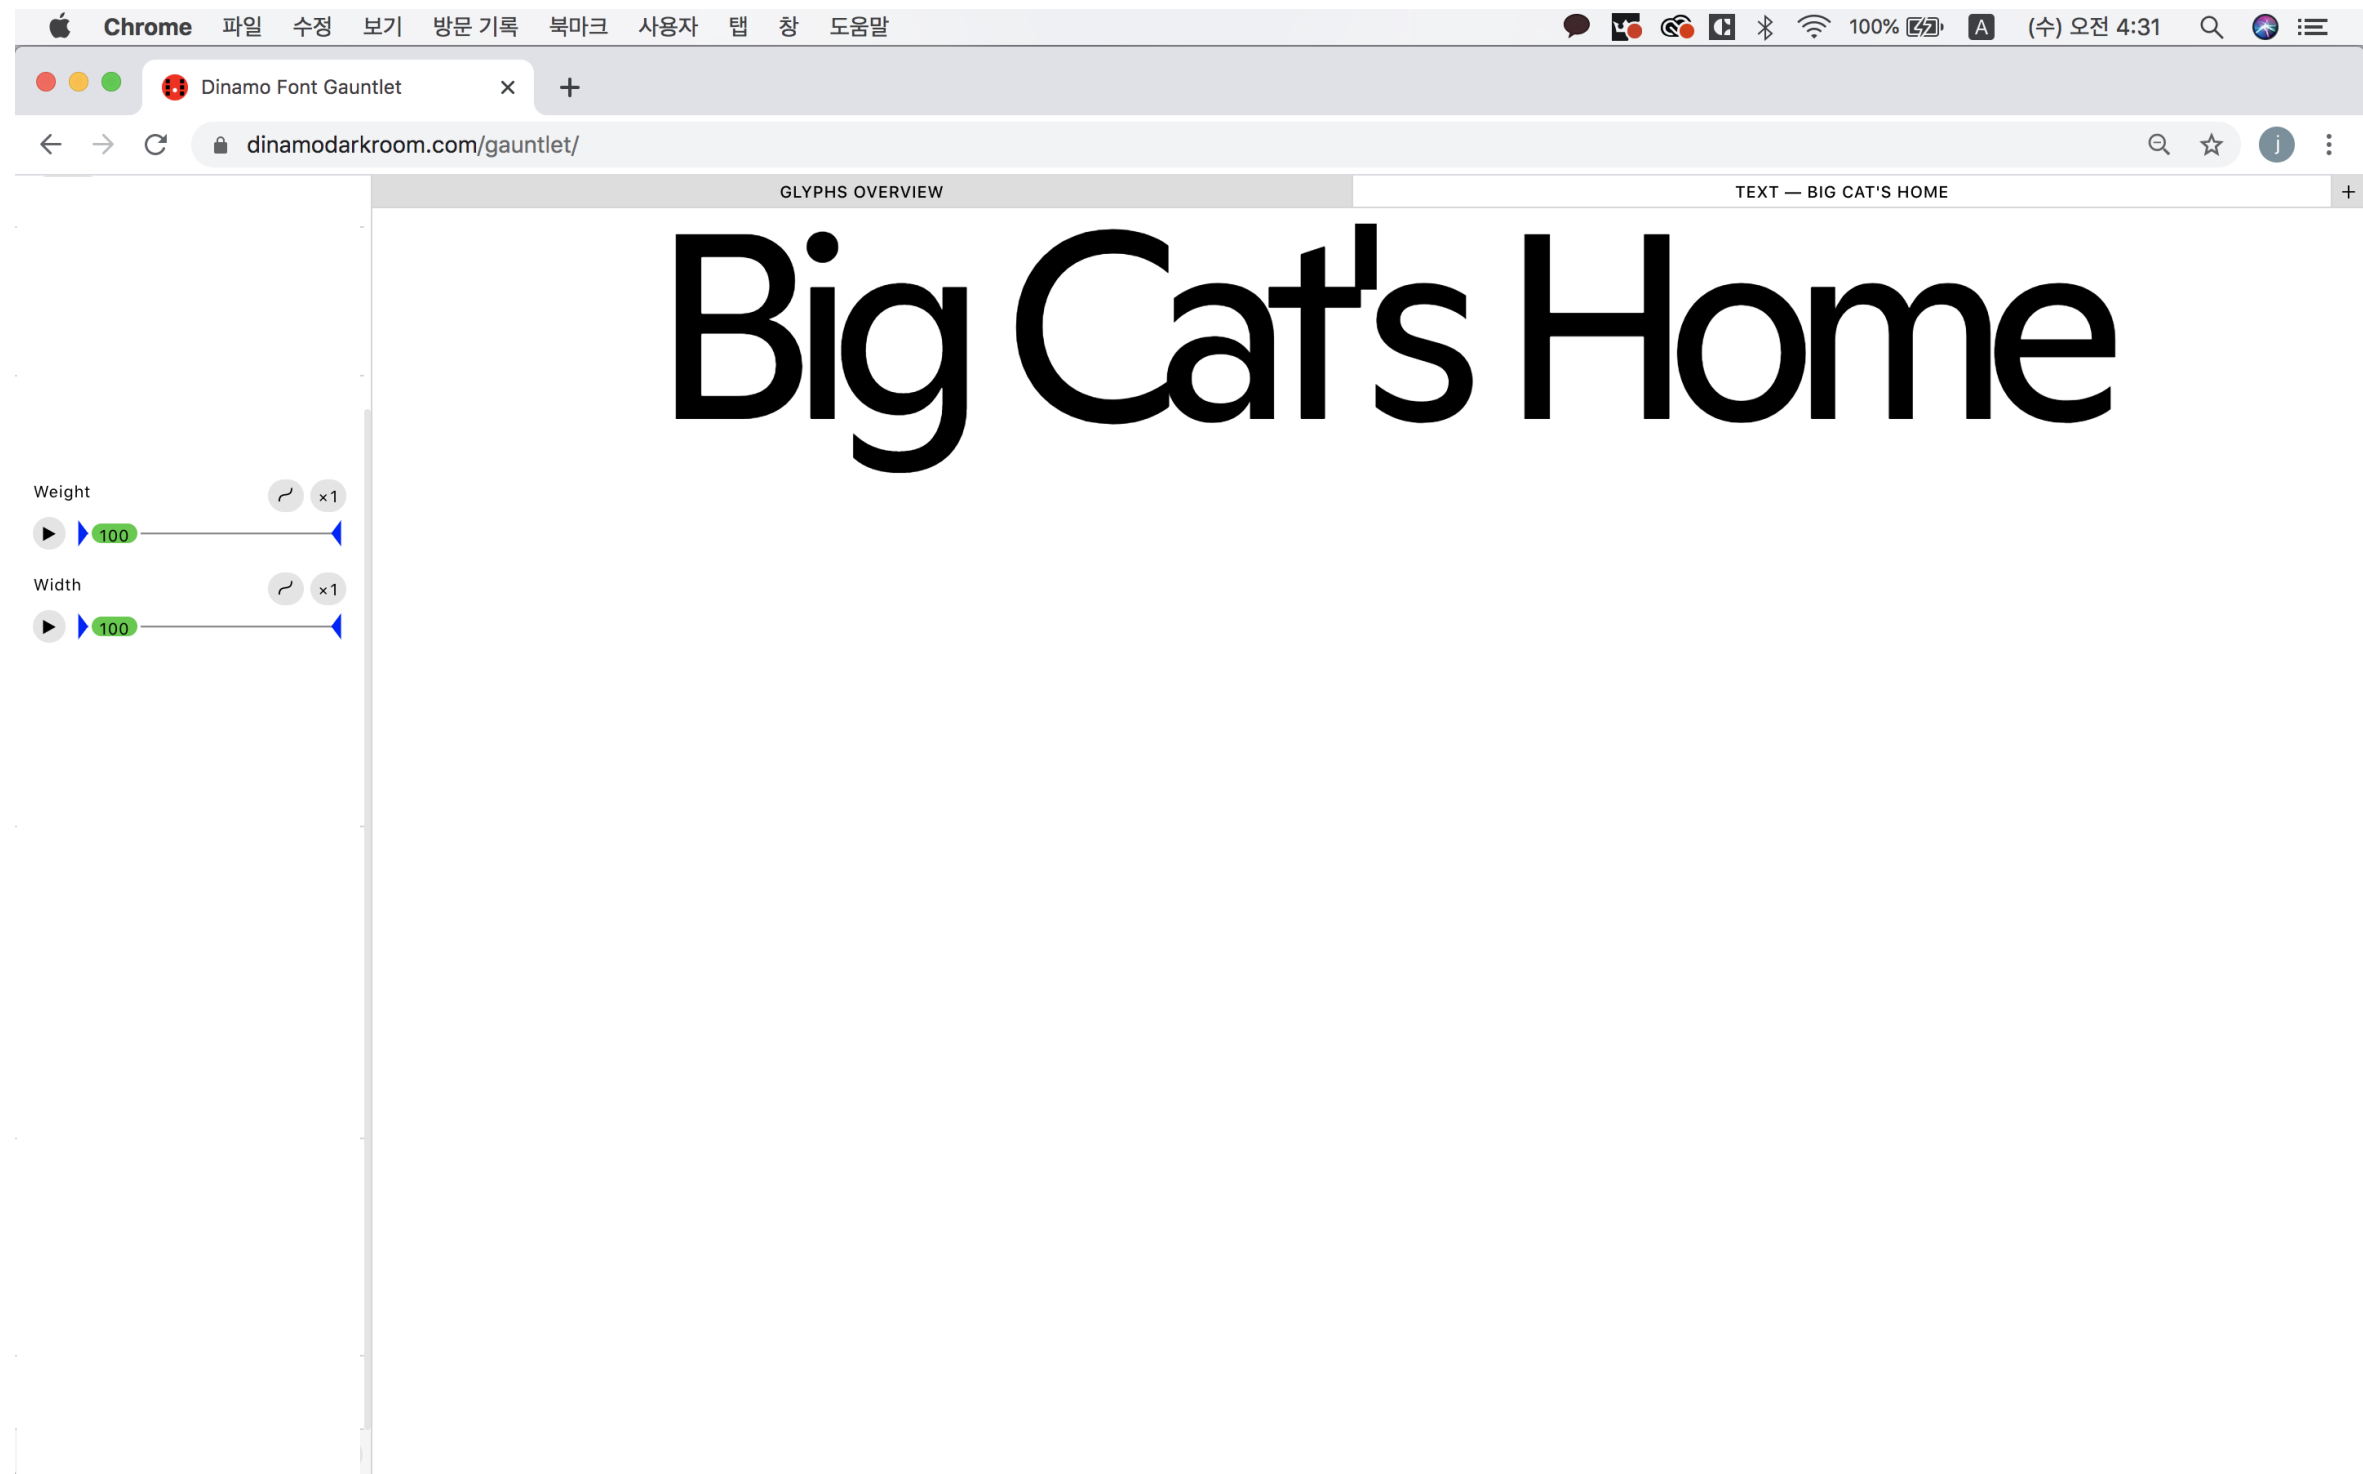 Chrome 파일 수정 보기 방문 기록 북마크 사용자 탭 창 도움말 100% A (수) 오전 4:31
Dinamo Font Gauntlet
dinamodarkroom.com/gauntlet/ j
GLYPHS OVERVIEW TEXT — BIG CAT'S HOME +
Big Cat's Home
Weight ×1
100
Width ×1
100